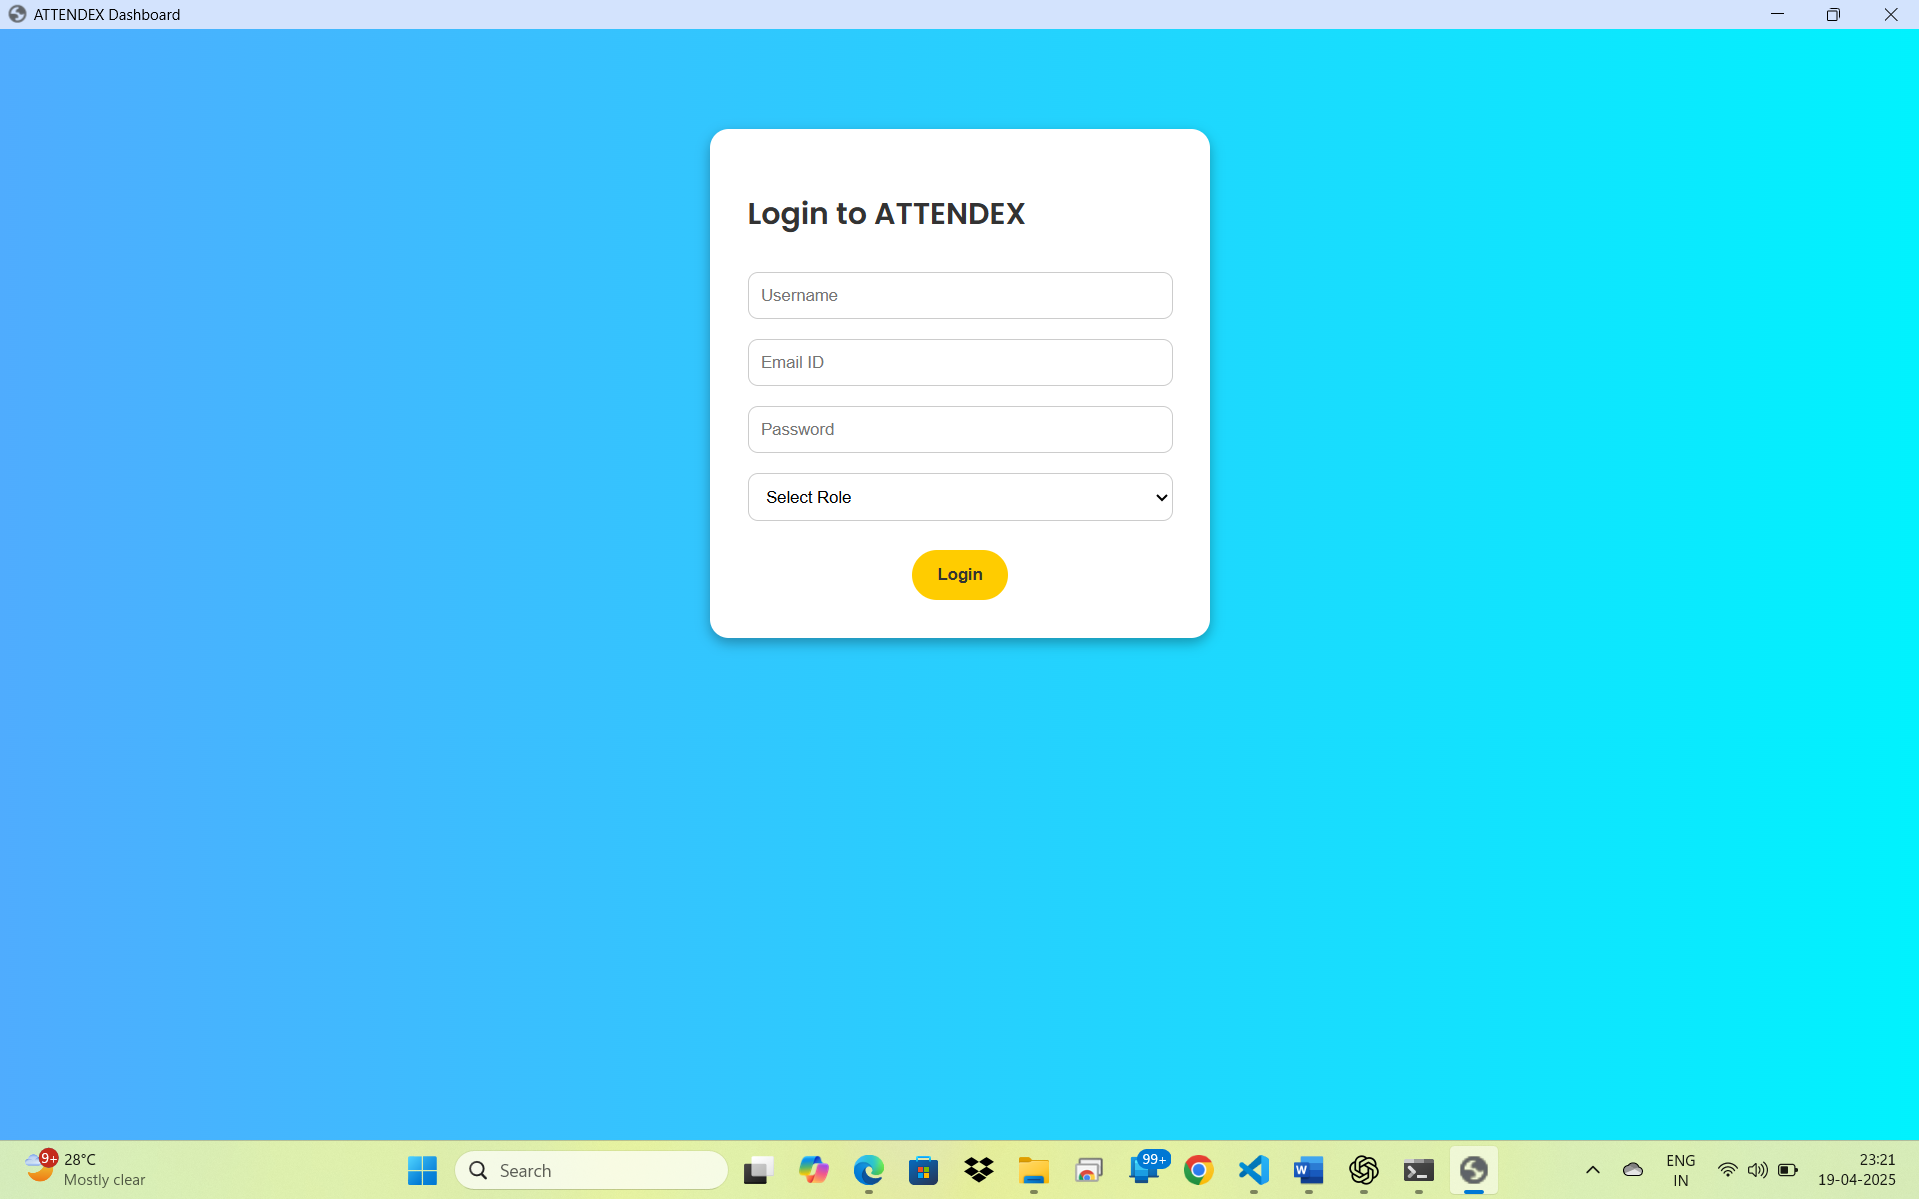 ATTENDEX Dashboard
Login to ATTENDEX
Username
Email ID
Password
Select Role
Login
9+
28°C
Mostly clear
Search
99+
ENG
IN
23:21
19-04-2025